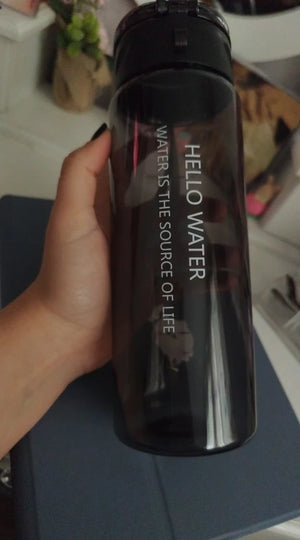 HELLO WATER
WATER IS THE SOURCE OF LIFE